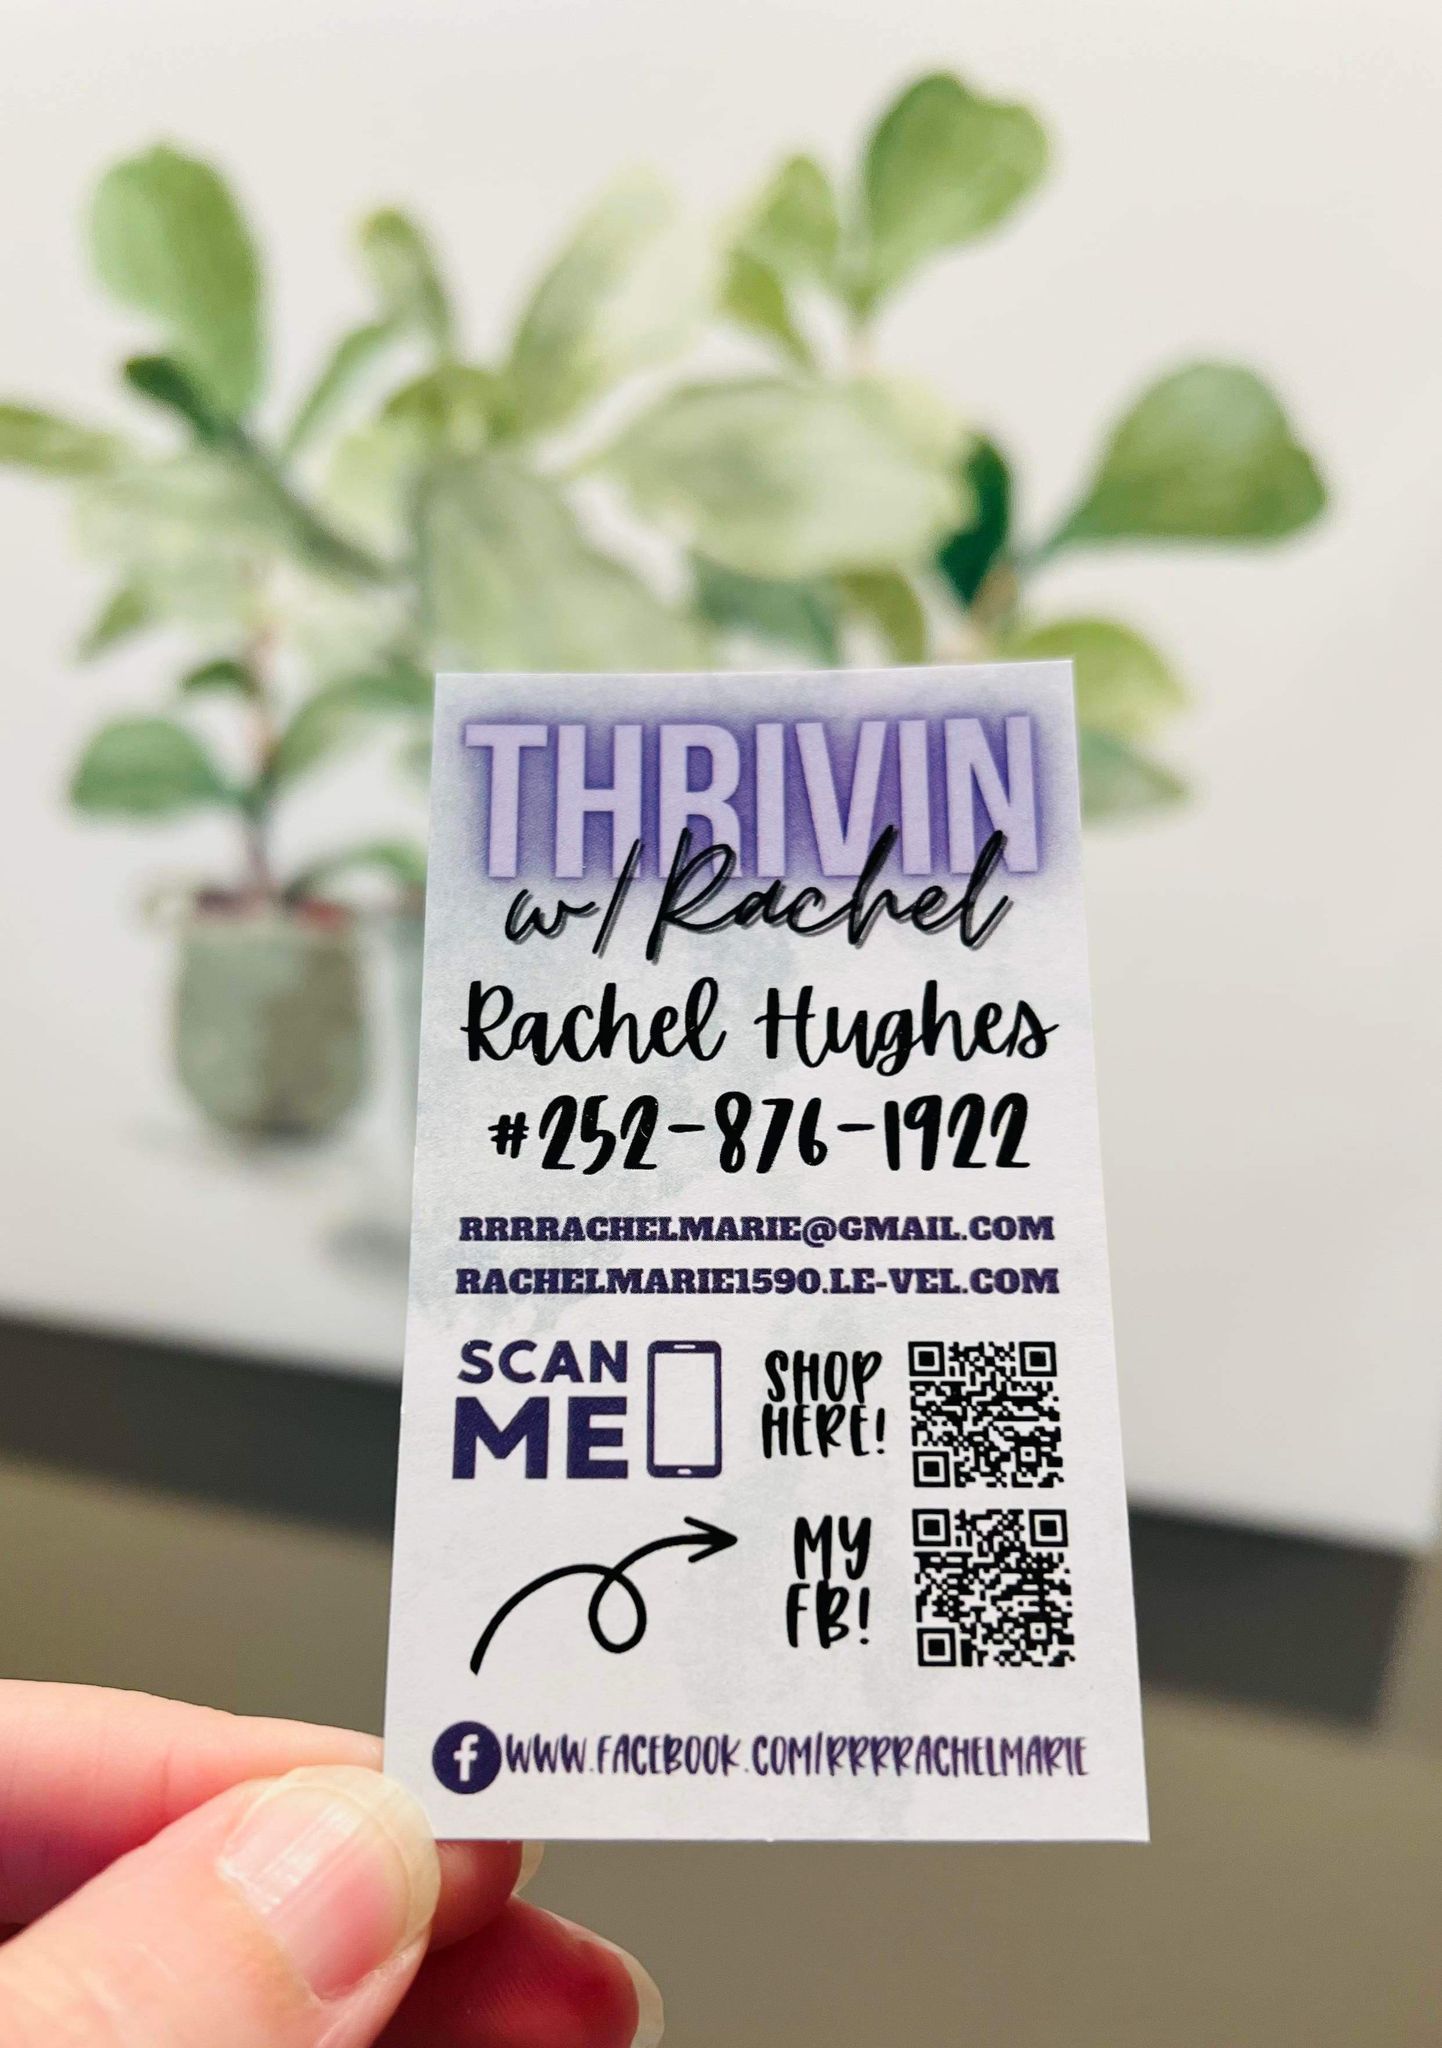 THRIVIN
w/Rachel
Rachel Hughes
#252-876-1922
RRRRACHELMARIE@GMAIL.COM
RACHELMARIE1590.LE-VEL.COM
SCAN
ME
SHOP
HERE!
MY
FB!
WWW.FACEBOOK.COM/RRRRACHELMARIE